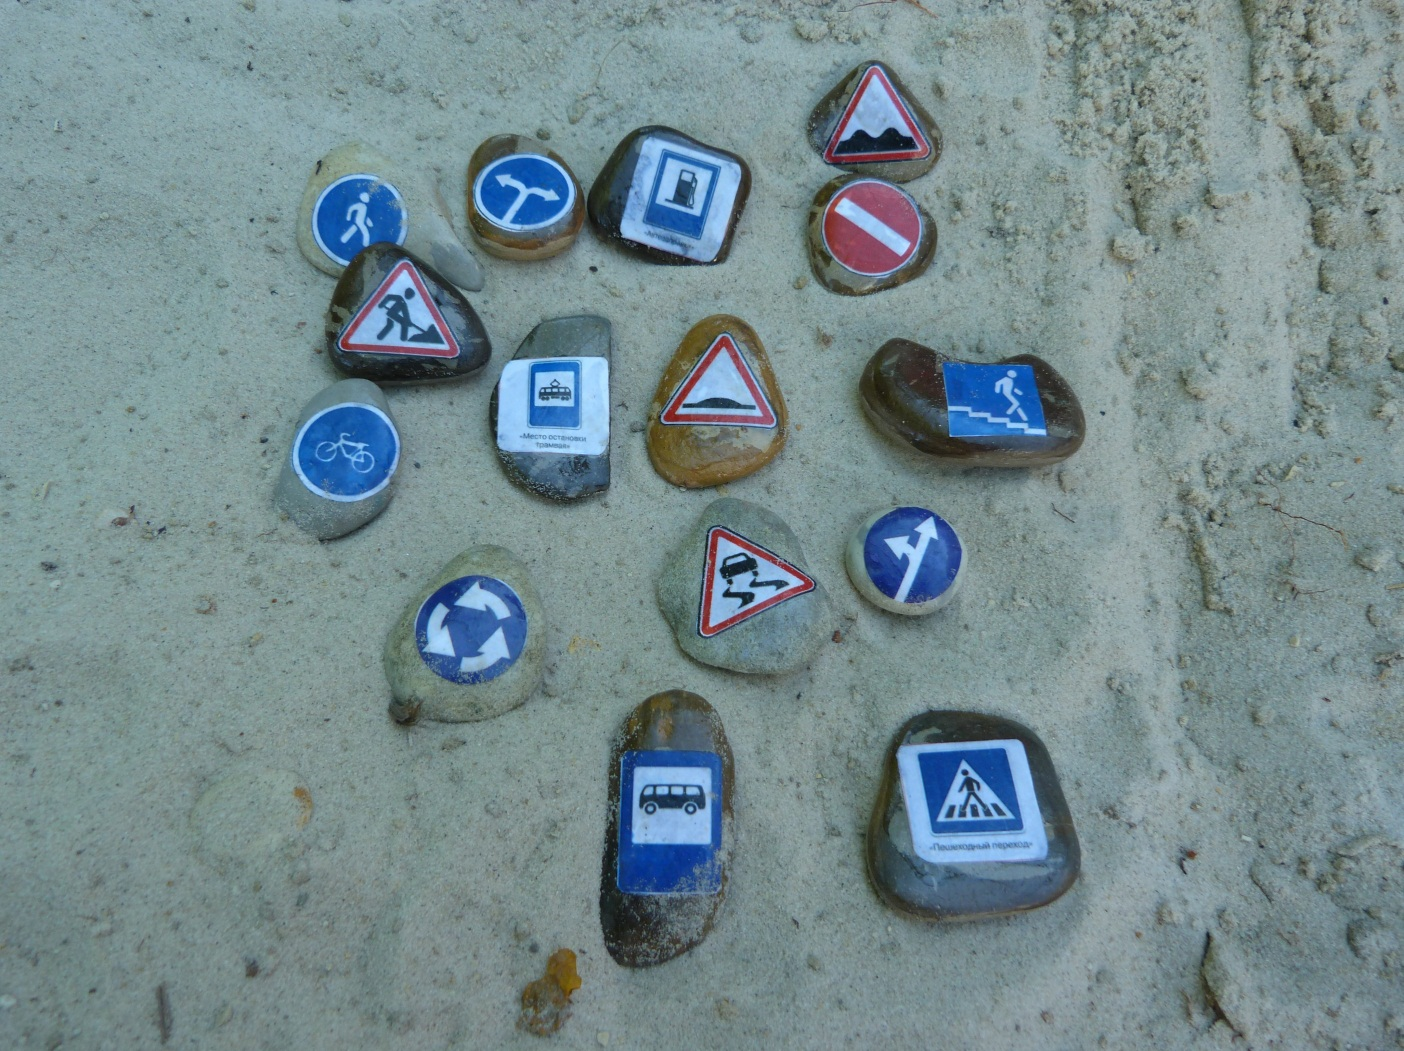 «Место остановки
трамвая»
«Пешеходный переход»